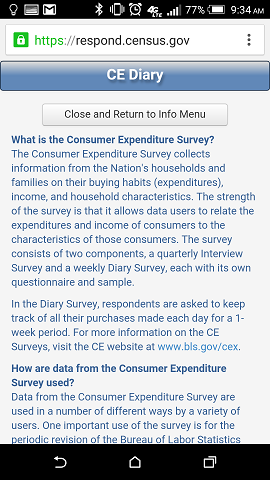 77% 9:34 AM
https://respond.census.gov
CE Diary
Close and Return to Info Menu
What is the Consumer Expenditure Survey?
The Consumer Expenditure Survey collects
information from the Nation's households and
families on their buying habits (expenditures),
income, and household characteristics. The strength
of the survey is that it allows data users to relate the
expenditures and income of consumers to the
characteristics of those consumers. The survey
consists of two components, a quarterly Interview
Survey and a weekly Diary Survey, each with its own
questionnaire and sample.
In the Diary Survey, respondents are asked to keep
track of all their purchases made each day for a 1-
week period. For more information on the CE
Surveys, visit the CE website at www.bls.gov/cex.
How are data from the Consumer Expenditure
Survey used?
Data from the Consumer Expenditure Survey are
used in a number of different ways by a variety of
users. One important use of the survey is for the
periodic revision of the Bureau of Labor Statistics